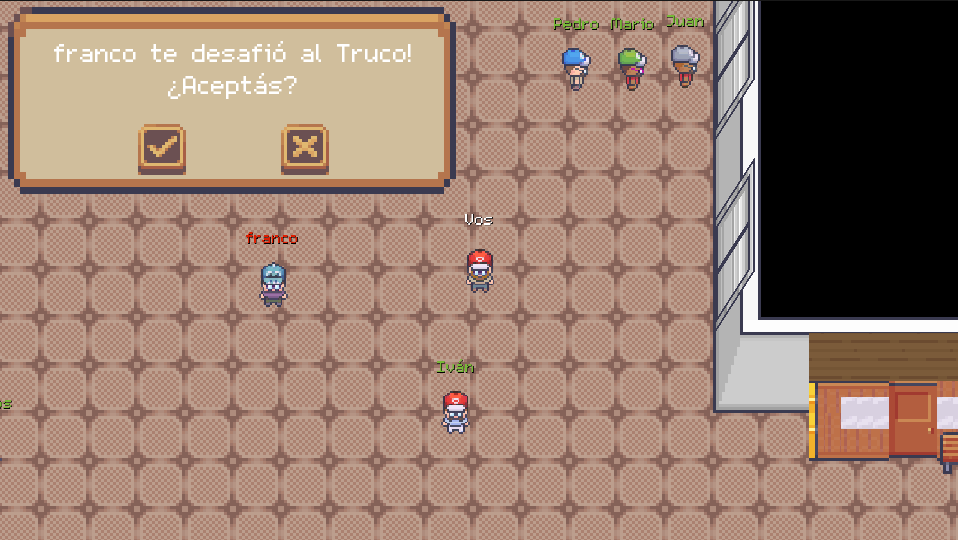 franco te desafió al Truco!
¿Aceptás?
Pedro Mario Juan
Vos
franco
Iván